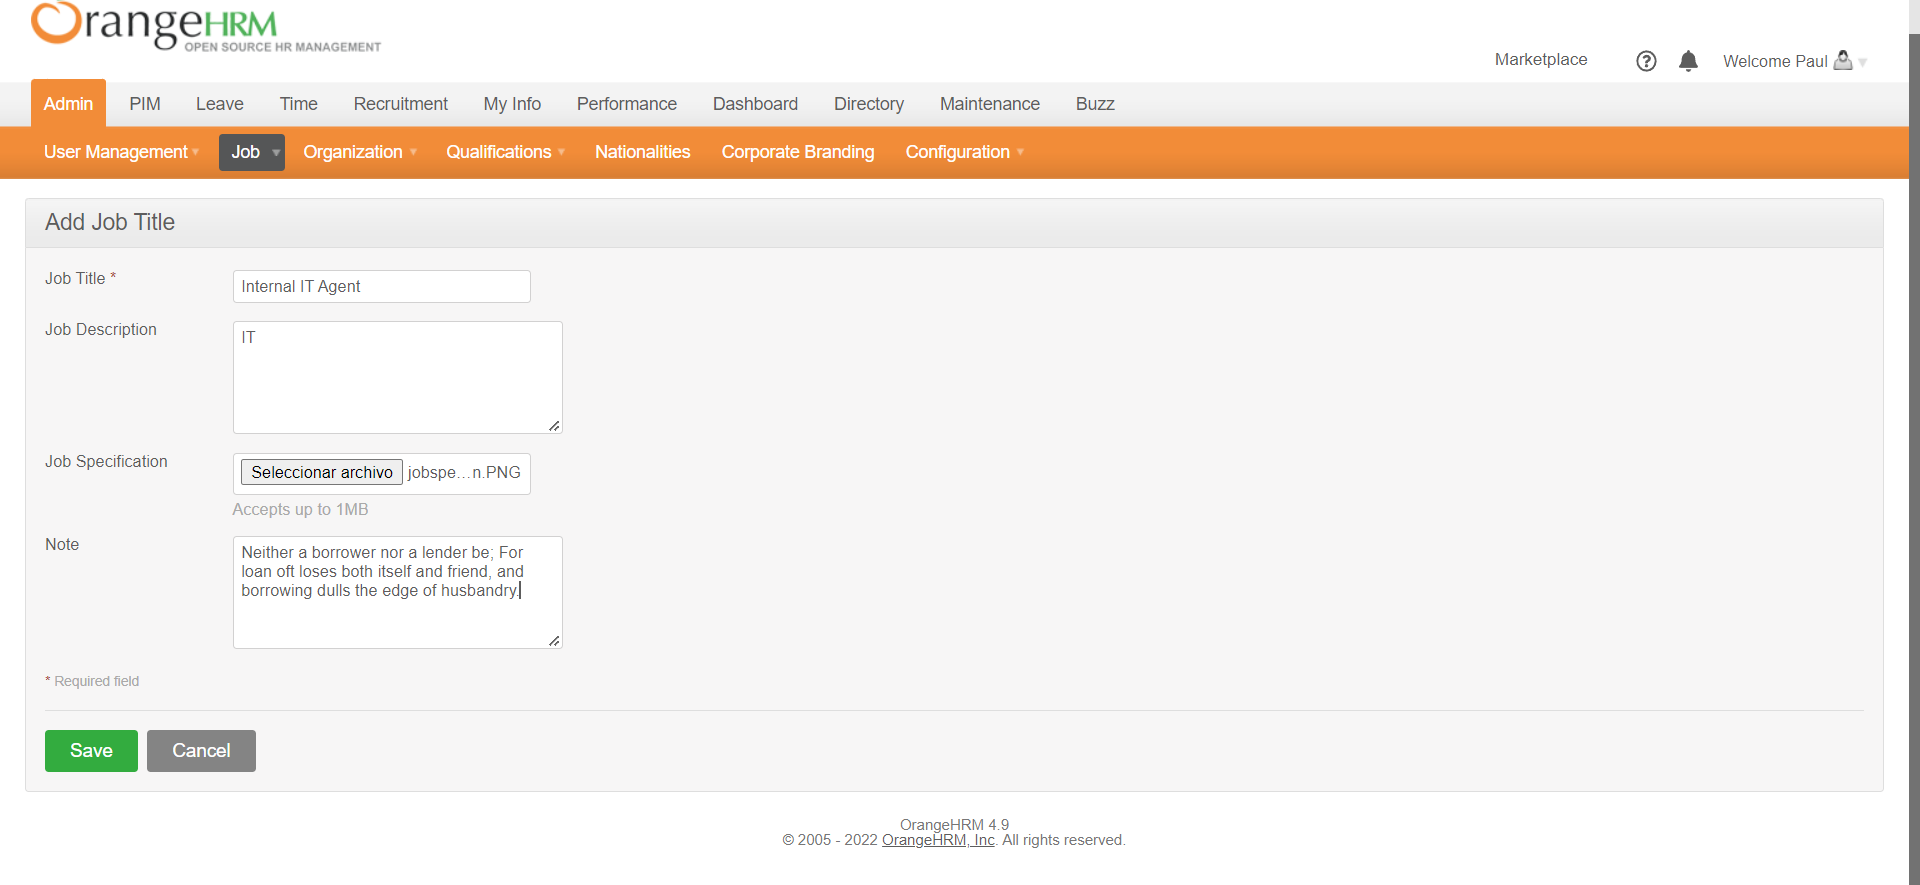 OrangeHRM
OPEN SOURCE HR MANAGEMENT
Marketplace
Welcome Paul
Admin PIM Leave Time Recruitment My Info Performance Dashboard Directory Maintenance Buzz
User Management Job Organization Qualifications Nationalities Corporate Branding Configuration
Add Job Title
Job Title *
Internal IT Agent
Job Description
IT
Job Specification
Seleccionar archivo jobspe...n.PNG
Accepts up to 1MB
Note
Neither a borrower nor a lender be; For
loan oft loses both itself and friend, and
borrowing dulls the edge of husbandry.
* Required field
Save Cancel
OrangeHRM 4.9
© 2005 - 2022 OrangeHRM, Inc. All rights reserved.